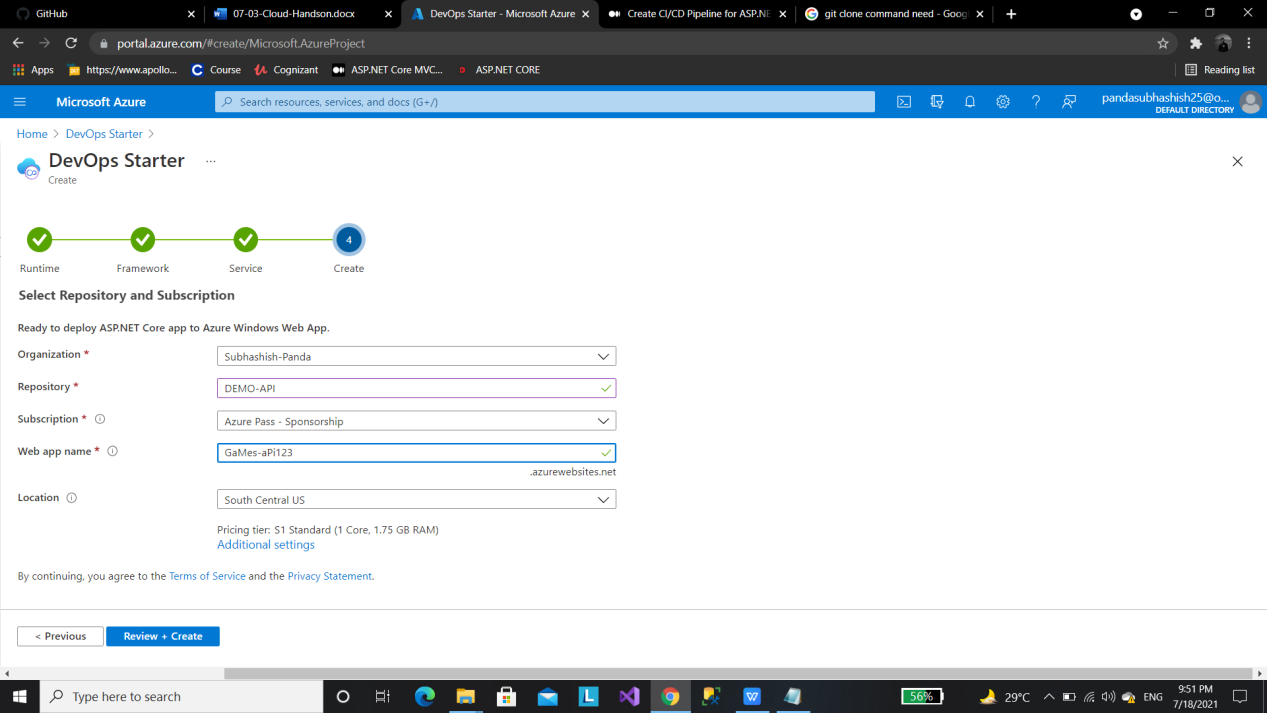 GitHub
07-03-Cloud-Handson.docx
DevOps Starter - Microsoft Azure
Create CI/CD Pipeline for ASP.NE
git clone command need - Goog
portal.azure.com/#create/Microsoft.AzureProject
Apps
https://www.apollo...
Course
Cognizant
ASP.NET Core MVC...
ASP.NET CORE
Reading list
Microsoft Azure
Search resources, services, and docs (G+/)
pandasubhashish25@o...
DEFAULT DIRECTORY
Home > DevOps Starter >
DevOps Starter ...
Create
4
Runtime
Framework
Service
Create
Select Repository and Subscription
Ready to deploy ASP.NET Core app to Azure Windows Web App.
Organization *
Subhashish-Panda
Repository *
DEMO-API
Subscription *
Azure Pass - Sponsorship
Web app name *
GaMes-aPi123
.azurewebsites.net
Location
South Central US
Pricing tier: S1 Standard (1 Core, 1.75 GB RAM)
Additional settings
By continuing, you agree to the Terms of Service and the Privacy Statement.
< Previous
Review + Create
Type here to search
56%
29°C
ENG
9:51 PM
7/18/2021